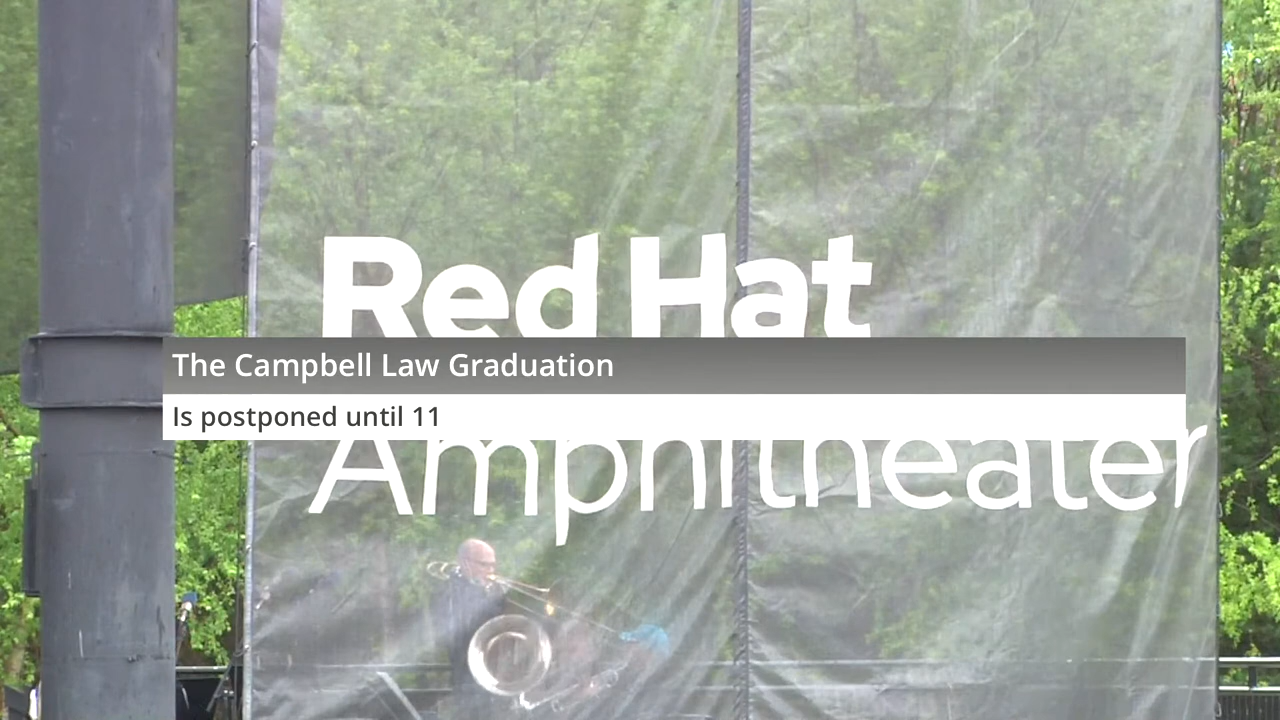 Red Hat
The Campbell Law Graduation
Is postponed until 11
Amphitheater